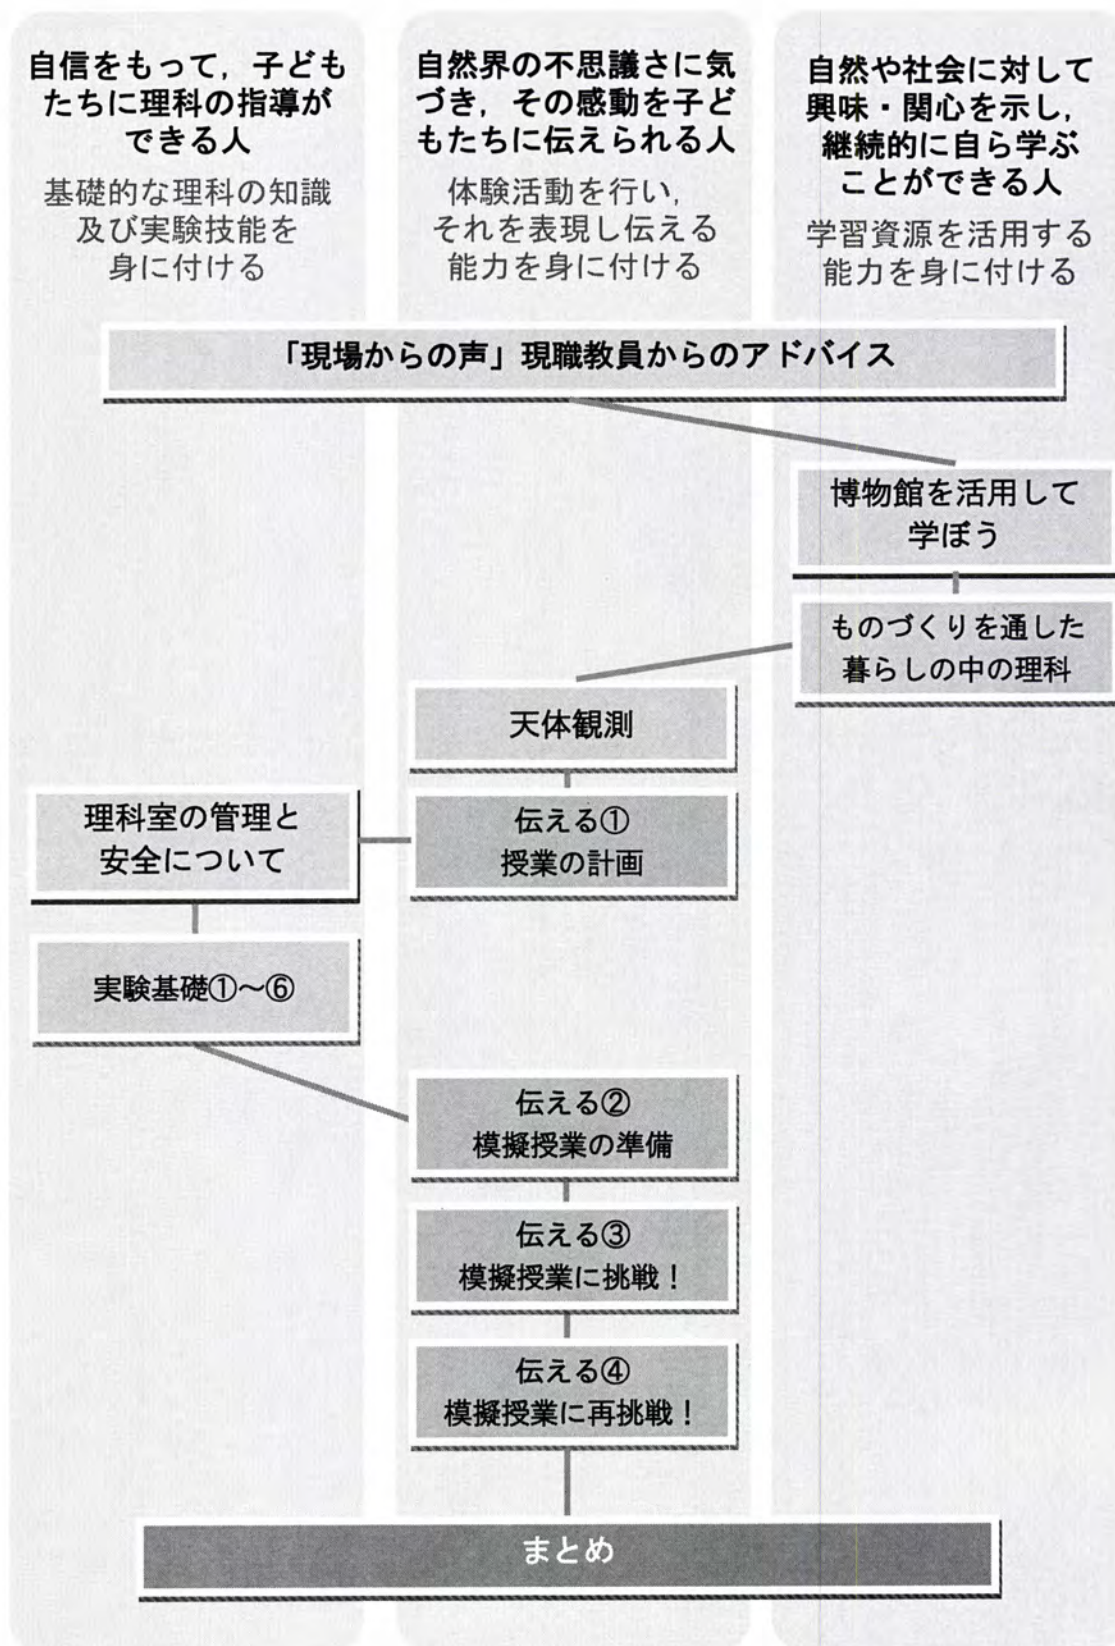 自信をもって，子ども
たちに理科の指導が
できる人
基礎的な理科の知識
及び実験技能を
身に付ける
自然界の不思議さに気
づき，その感動を子ど
もたちに伝えられる人
体験活動を行い，
それを表現し伝える
能力を身に付ける
自然や社会に対して
興味・関心を示し，
継続的に自ら学ぶ
ことができる人
学習資源を活用する
能力を身に付ける
「現場からの声」現職教員からのアドバイス
博物館を活用して
学ぼう
ものづくりを通した
暮らしの中の理科
天体観測
伝える①
授業の計画
理科室の管理と
安全について
実験基礎①～⑥
伝える②
模擬授業の準備
伝える③
模擬授業に挑戦！
伝える④
模擬授業に再挑戦！
まとめ